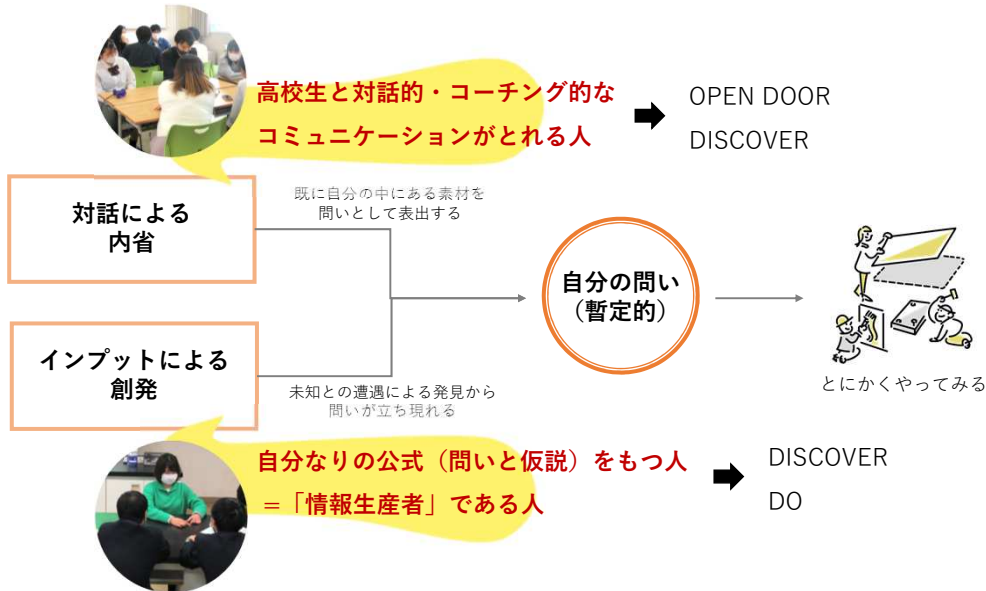 高校生と対話的・コーチング的な
コミュニケーションがとれる人
OPEN DOOR
DISCOVER
対話による
内省
既に自分の中にある素材を
問いとして表出する
自分の問い
（暫定的）
とにかくやってみる
インプットによる
創発
未知との遭遇による発見から
問いが立ち現れる
自分なりの公式（問いと仮説）をもつ人
＝「情報生産者」である人
DISCOVER
DO